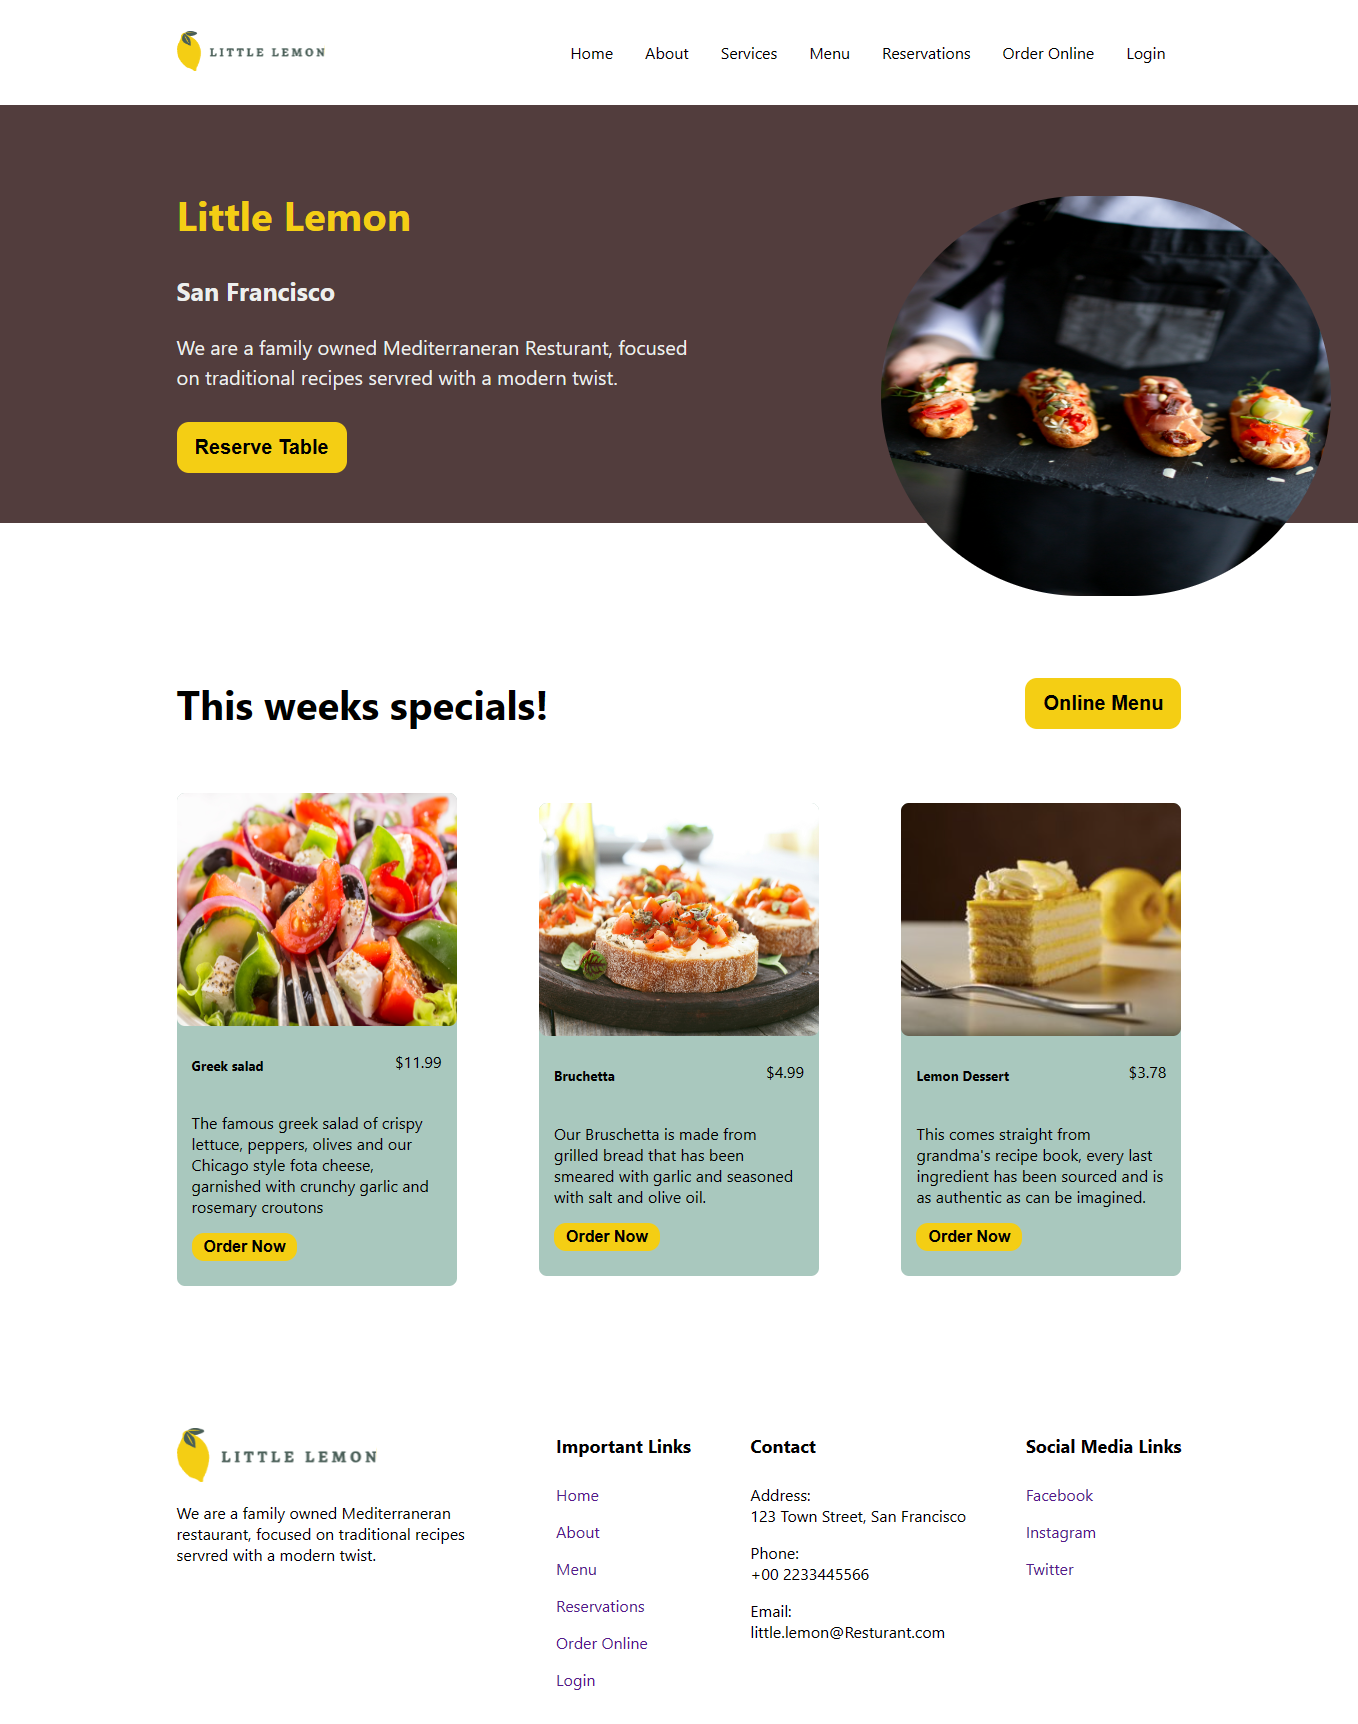 LITTLE LEMON
Home About Services Menu Reservations Order Online Login
Little Lemon
San Francisco
We are a family owned Mediterraneran Resturant, focused
on traditional recipes servred with a modern twist.
Reserve Table
This weeks specials!
Online Menu
Greek salad $11.99
The famous greek salad of crispy
lettuce, peppers, olives and our
Chicago style fota cheese,
garnished with crunchy garlic and
rosemary croutons
Order Now
Bruchetta $4.99
Our Bruschetta is made from
grilled bread that has been
smeared with garlic and seasoned
with salt and olive oil.
Order Now
Lemon Dessert $3.78
This comes straight from
grandma's recipe book, every last
ingredient has been sourced and is
as authentic as can be imagined.
Order Now
LITTLE LEMON
We are a family owned Mediterraneran
restaurant, focused on traditional recipes
servred with a modern twist.
Important Links
Home
About
Menu
Reservations
Order Online
Login
Contact
Address:
123 Town Street, San Francisco
Phone:
+00 2233445566
Email:
little.lemon@Resturant.com
Social Media Links
Facebook
Instagram
Twitter